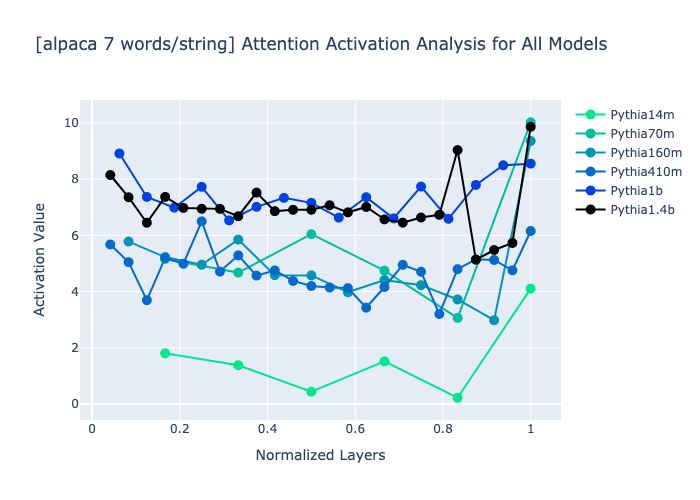 [alpaca 7 words/string] Attention Activation Analysis for All Models
10
8
6
4
2
0
Activation Value
0
0.2
0.4
0.6
0.8
1
Normalized Layers
Pythia14m
Pythia70m
Pythia160m
Pythia410m
Pythia1b
Pythia1.4b